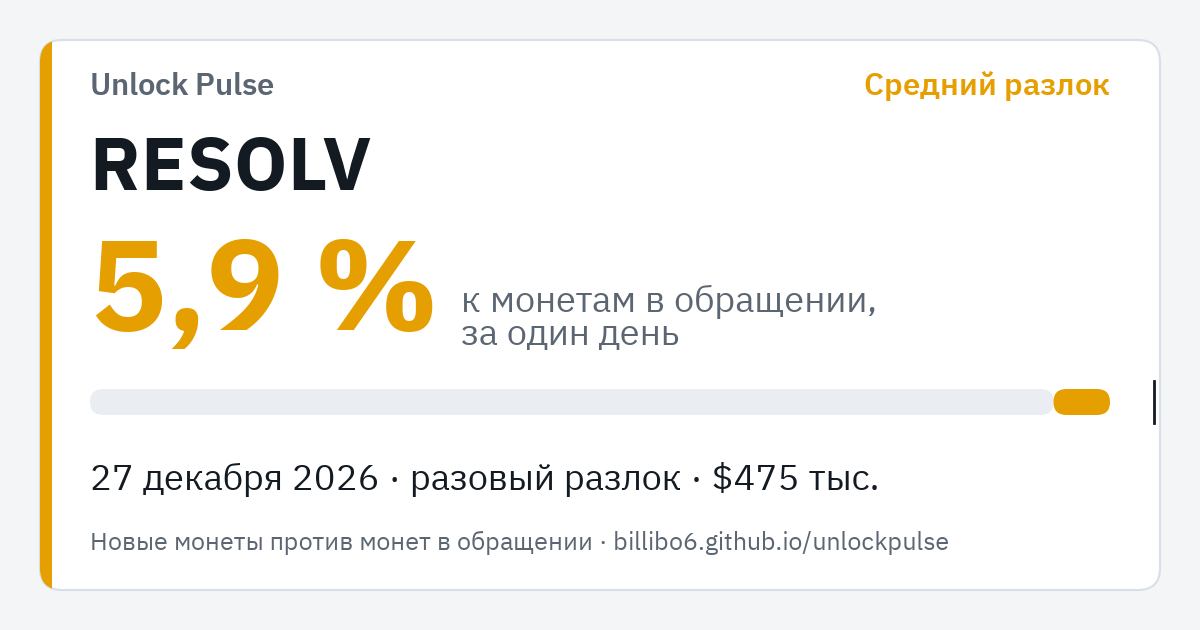 Unlock Pulse
Средний разлок
RESOLV
5,9 %
к монетам в обращении,
за один день
27 декабря 2026 · разовый разлок · $475 тыс.
Новые монеты против монет в обращении · billibo6.github.io/unlockpulse